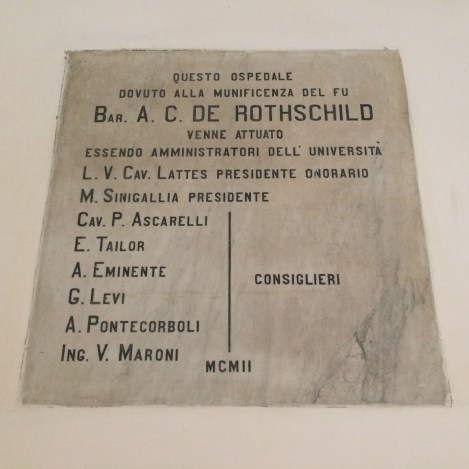 QUESTO OSPEDALE
DOVUTO ALLA MUNIFICENZA DEL FU
BAR. A. C. DE ROTHSCHILD
VENNE ATTUATO
ESSENDO AMMINISTRATORI DELL' UNIVERSITÀ
L. V. CAV. LATTES PRESIDENTE ONORARIO
M. SINIGALLIA PRESIDENTE
CAV. P. ASCARELLI
E. TAILOR
A. EMINENTE
G. LEVI
A. PONTECORBOLI
ING. V. MARONI
CONSIGLIERI
MCMII